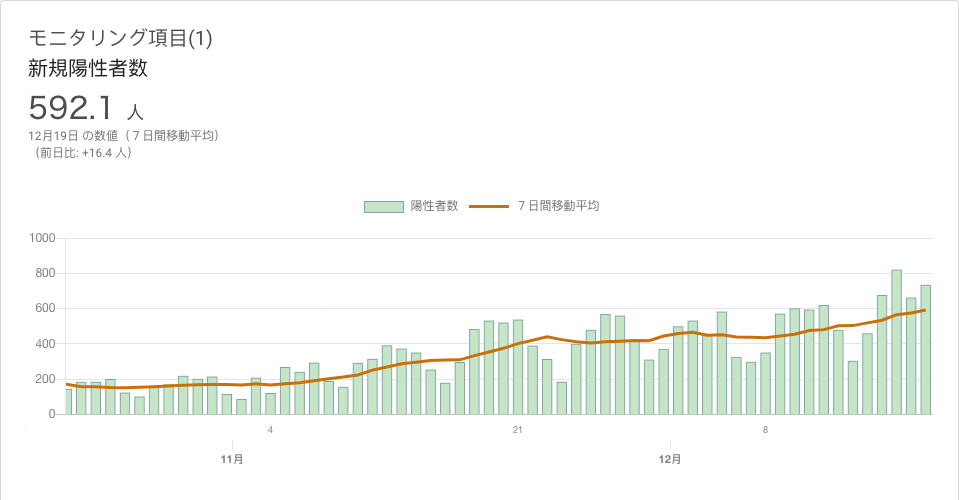 モニタリング項目(1)
新規陽性者数
592.1 人
12月19日 の数値（７日間移動平均）
（前日比: +16.4 人）
陽性者数 ７日間移動平均
1000
800
600
400
200
0
4 21 8
11月 12月